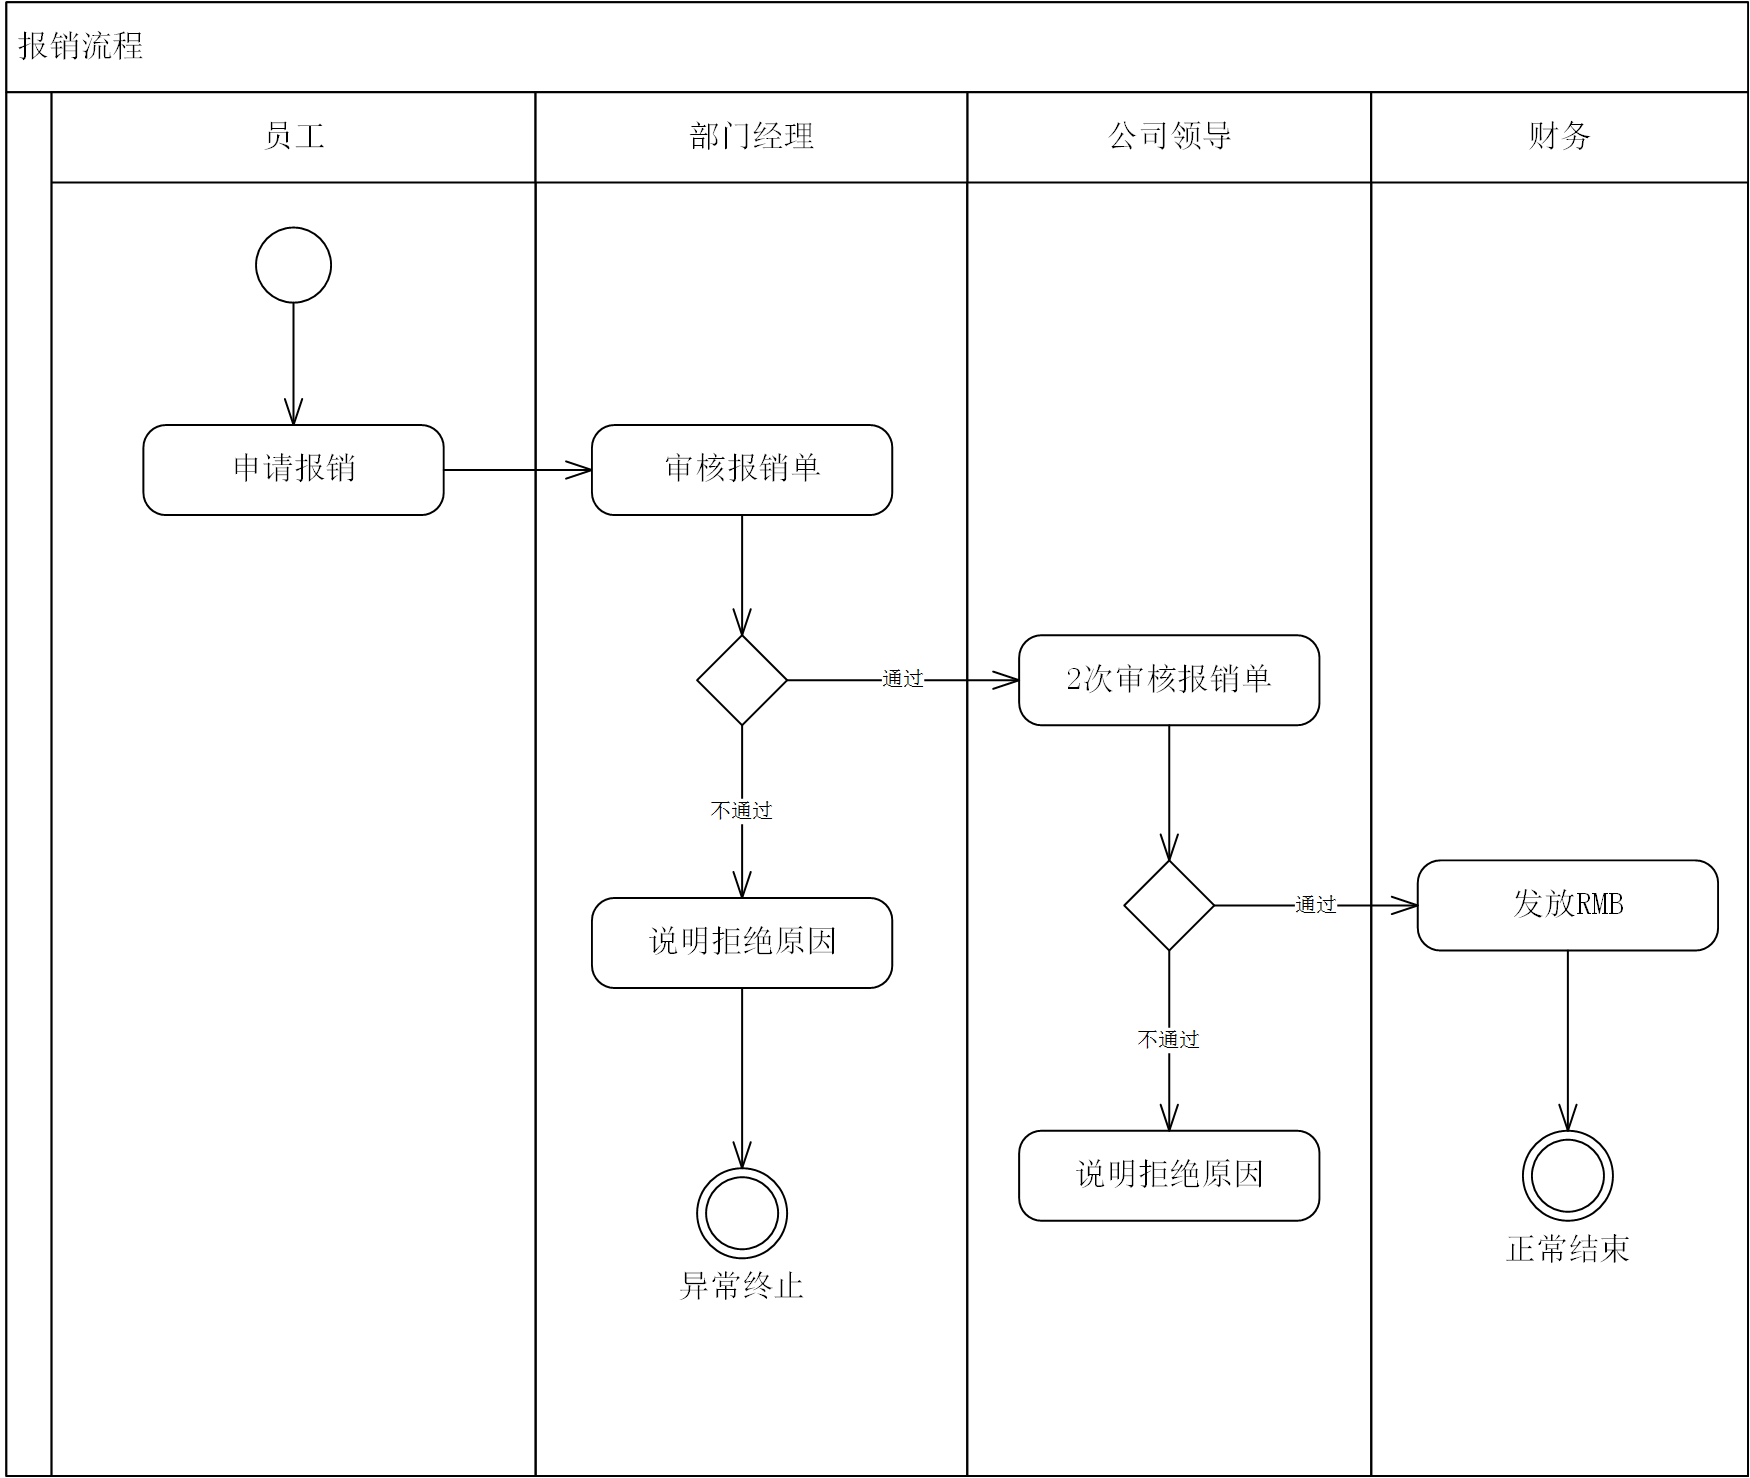 报销流程
员工
部门经理
公司领导
财务
申请报销
审核报销单
通过
2次审核报销单
不通过
说明拒绝原因
通过
发放RMB
不通过
说明拒绝原因
异常终止
正常结束